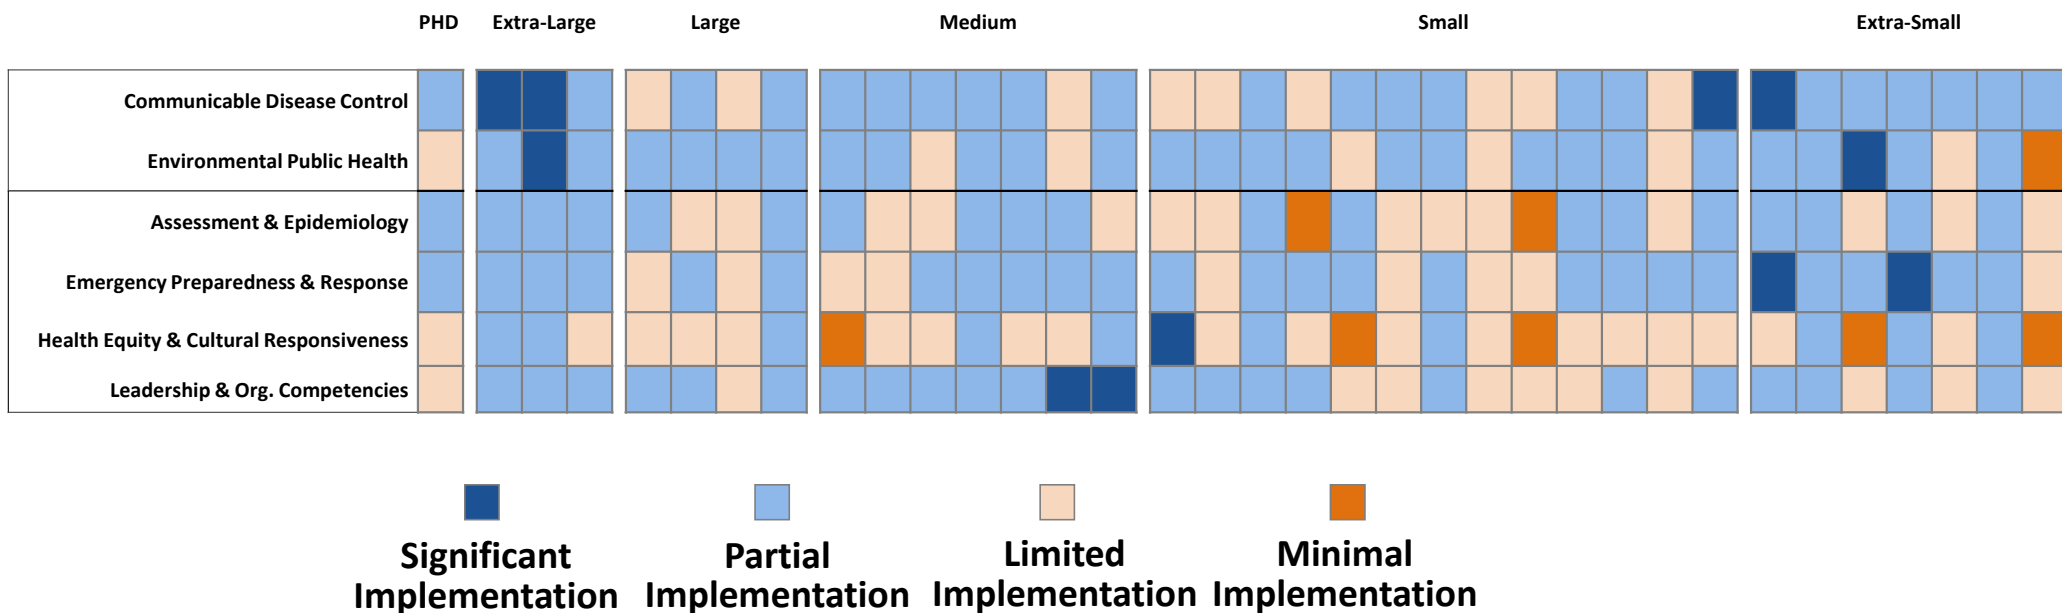 PHD Extra-Large Large Medium Small Extra-Small
Communicable Disease Control
Environmental Public Health
Assessment & Epidemiology
Emergency Preparedness & Response
Health Equity & Cultural Responsiveness
Leadership & Org. Competencies
Significant Implementation
Partial Implementation
Limited Implementation
Minimal Implementation